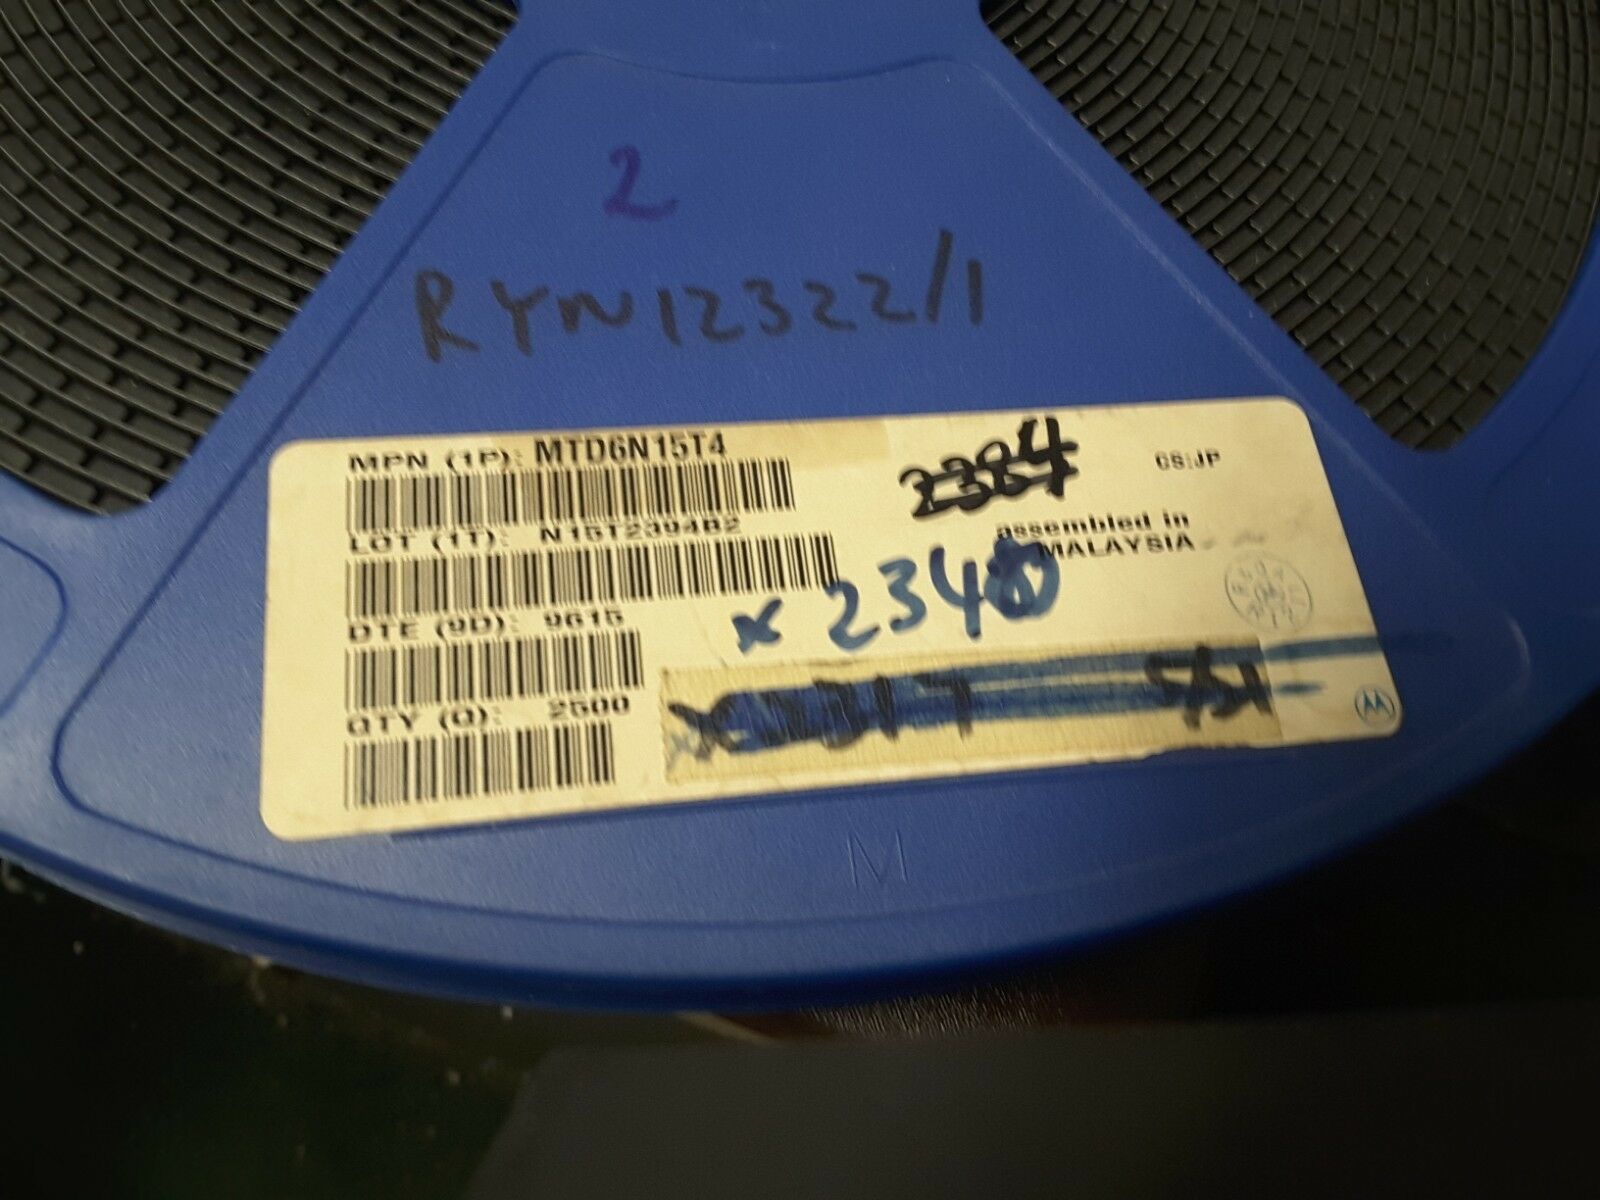 2
RYN12322/1
MPN (1P): MTD6N15T4
2384
GS:JP
LOT (1T): N15T2394B2
assembled in
MALAYSIA
DTE (9D): 9615
x 2340
QTY (Q): 2500
M